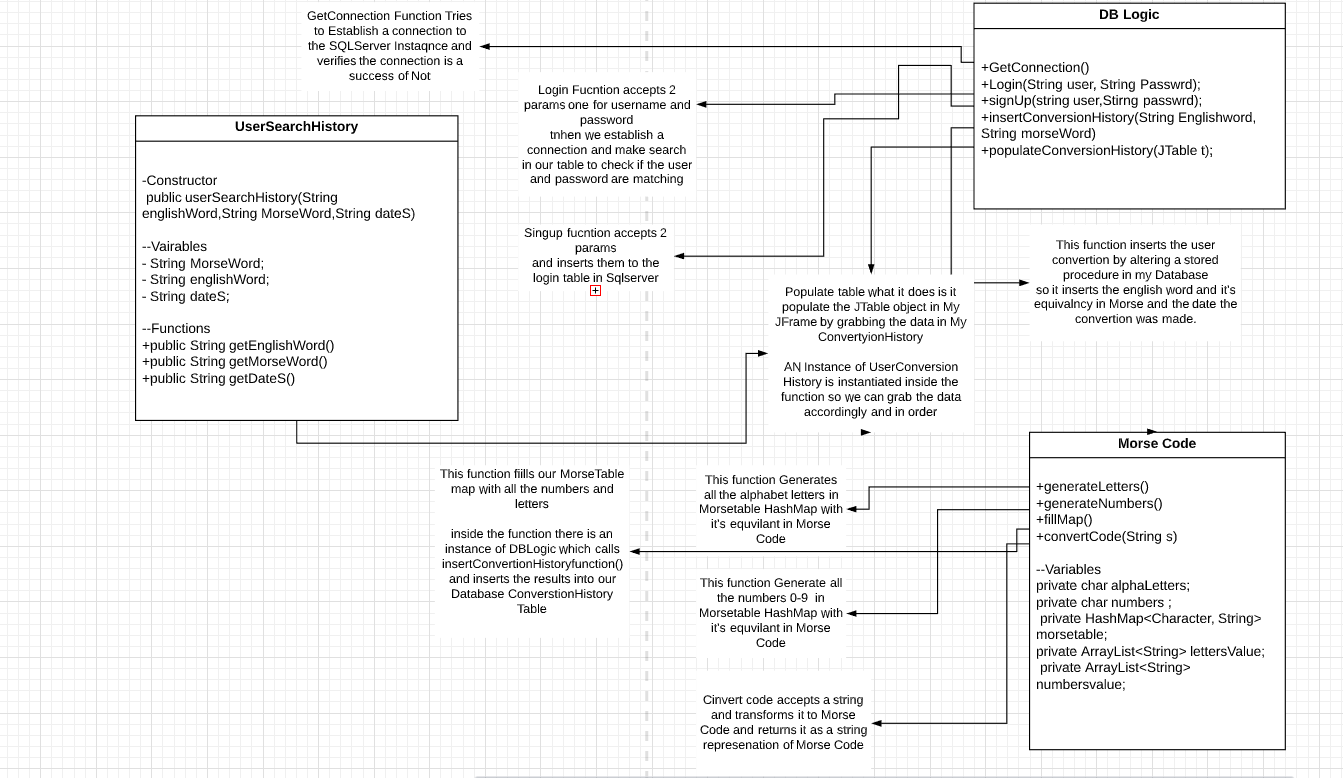 GetConnection Function Tries
to Establish a connection to
the SQLServer Instaqnce and
verifies the connection is a
success of Not
DB Logic
+GetConnection()
+Login(String user, String Passwrd);
+signUp(string user,Stirng passwrd);
+insertConversionHistory(String Englishword,
String morseWord)
+populateConversionHistory(JTable t);
Login Fucntion accepts 2
params one for username and
password
tnhen we establish a
connection and make search
in our table to check if the user
and password are matching
UserSearchHistory
-Constructor
public userSearchHistory(String
englishWord,String MorseWord,String dateS)
--Vairables
- String MorseWord;
- String englishWord;
- String dateS;
--Functions
+public String getEnglishWord()
+public String getMorseWord()
+public String getDateS()
Singup fucntion accepts 2
params
and inserts them to the
login table in Sqlserver
This function inserts the user
convertion by altering a stored
procedure in my Database
so it inserts the english word and it's
equivalncy in Morse and the date the
convertion was made.
Populate table what it does is it
populate the JTable object in My
JFrame by grabbing the data in My
ConvertyionHistory
AN Instance of UserConversion
History is instantiated inside the
function so we can grab the data
accordingly and in order
Morse Code
+generateLetters()
+generateNumbers()
+fillMap()
+convertCode(String s)
--Variables
private char alphaLetters;
private char numbers ;
private HashMap<Character, String>
morsetable;
private ArrayList<String> lettersValue;
private ArrayList<String>
numbersvalue;
This function fiills our MorseTable
map with all the numbers and
letters
inside the function there is an
instance of DBLogic which calls
insertConvertionHistoryfunction()
and inserts the results into our
Database ConverstionHistory
Table
This function Generates
all the alphabet letters in
Morsetable HashMap with
it's equvilant in Morse
Code
This function Generate all
the numbers 0-9 in
Morsetable HashMap with
it's equvilant in Morse
Code
Cinvert code accepts a string
and transforms it to Morse
Code and returns it as a string
represenation of Morse Code